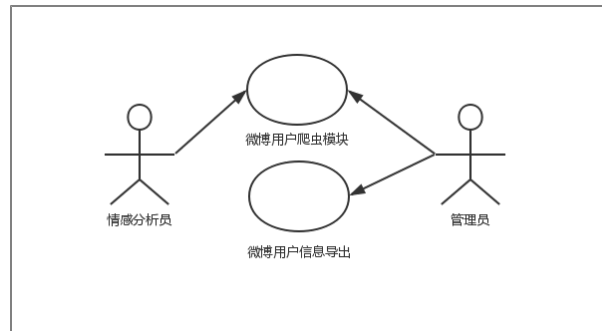 微博用户爬虫模块
情感分析员
管理员
微博用户信息导出